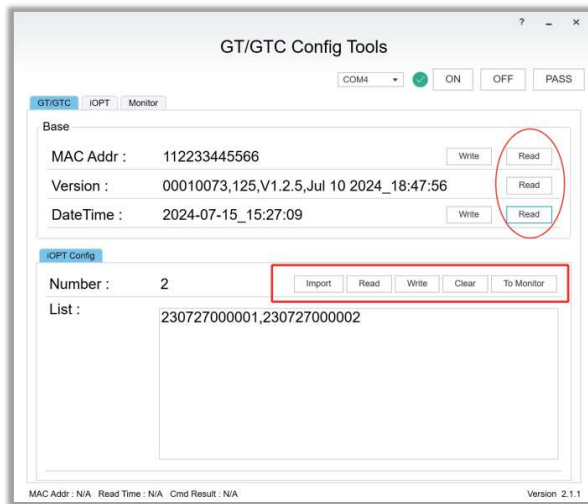 ? – ×
GT/GTC Config Tools
COM4 ON OFF PASS
GT/GTC iOPT Monitor
Base
MAC Addr : 112233445566 Write Read
Version : 00010073,125,V1.2.5,Jul 10 2024_18:47:56 Read
DateTime : 2024-07-15_15:27:09 Write Read
iOPT Config
Number : 2 Import Read Write Clear To Monitor
List : 230727000001,230727000002
MAC Addr : N/A Read Time : N/A Cmd Result : N/A Version 2.1.1